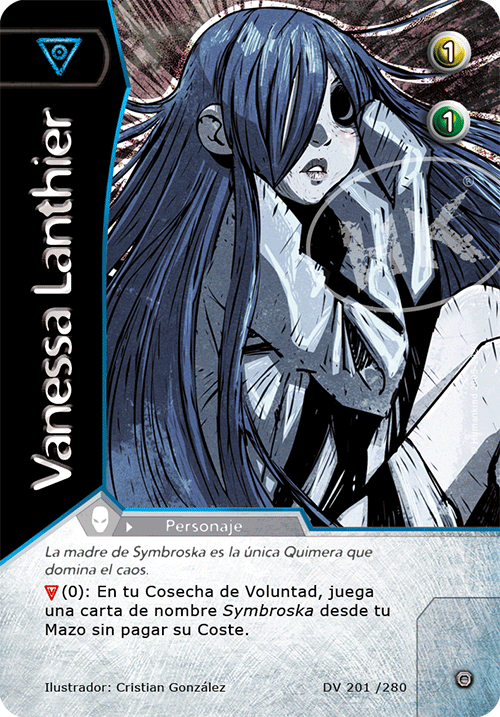 1
1
Vanessa Lanthier
HK
®
Personaje
La madre de Symbroska es la única Quimera que
domina el caos.
(0): En tu Cosecha de Voluntad, juega
una carta de nombre Symbroska desde tu
Mazo sin pagar su Coste.
Ilustrador: Cristian González
DV 201 /280